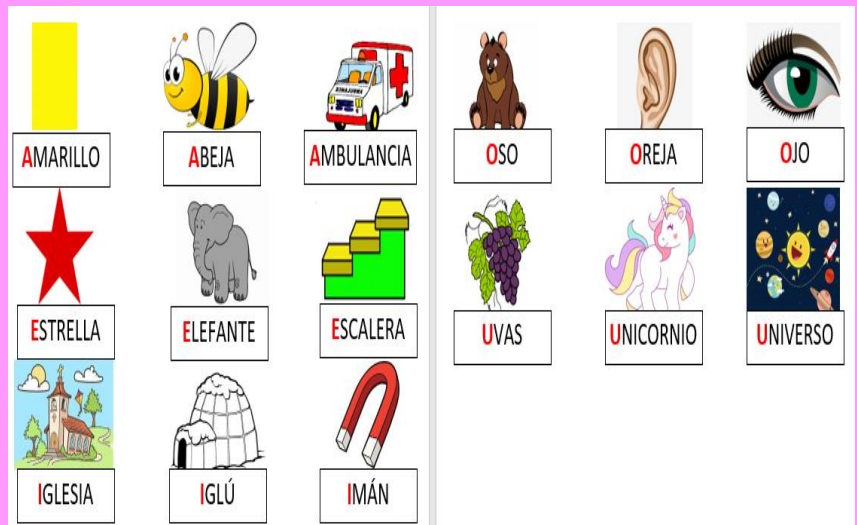 AMARILLO
ABEJA
AMBULANCIA
ESTRELLA
ELEFANTE
ESCALERA
IGLESIA
IGLÚ
IMÁN
OSO
OREJA
OJO
UVAS
UNICORNIO
UNIVERSO